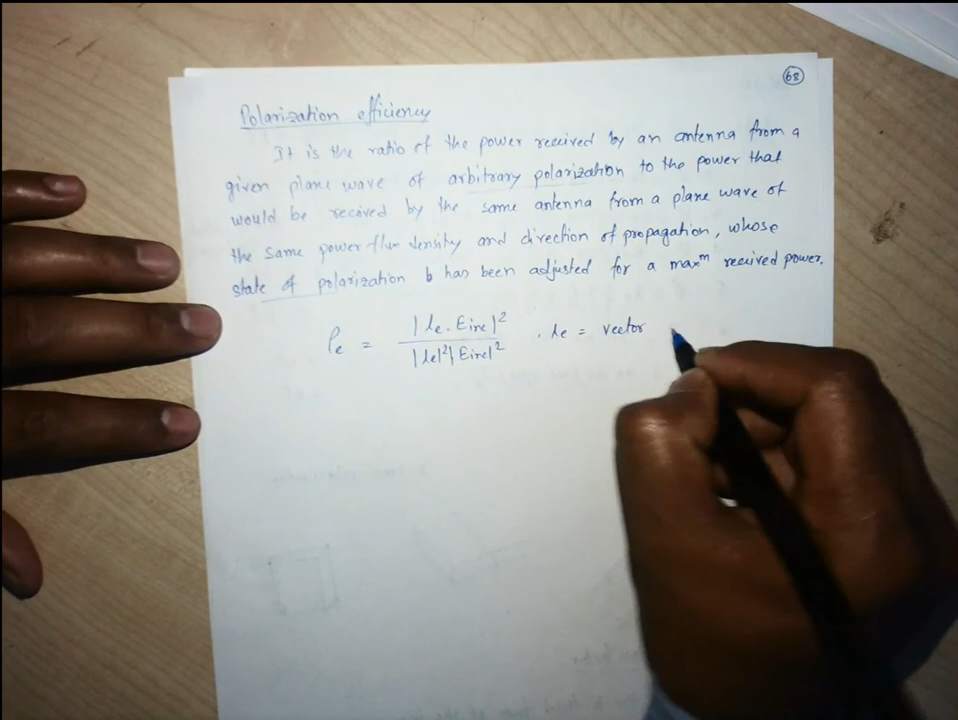 68
Polarization efficiency
It is the ratio of the power received by an antenna from a
given plane wave of arbitrary polarization to the power that
would be recived by the same antenna from a plane wave of
the same power flux density and direction of propagation, whose
state of polarization b has been adjusted for a maxᵐ received power.
Pe = |le . Einc|² / |le|²|Einc|² . le = vector